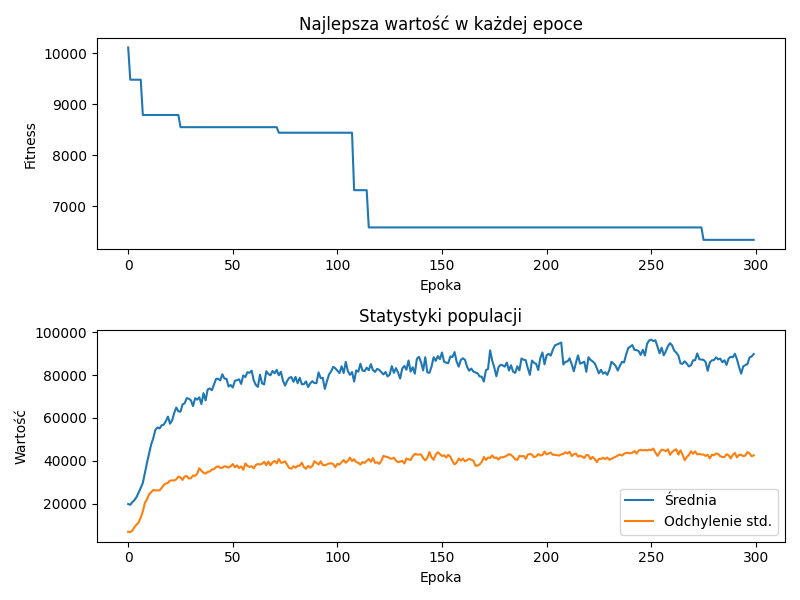 Najlepsza wartość w każdej epoce
Fitness
10000
9000
8000
7000
0 50 100 150 200 250 300
Epoka
Statystyki populacji
Wartość
100000
80000
60000
40000
20000
Średnia
Odchylenie std.
0 50 100 150 200 250 300
Epoka